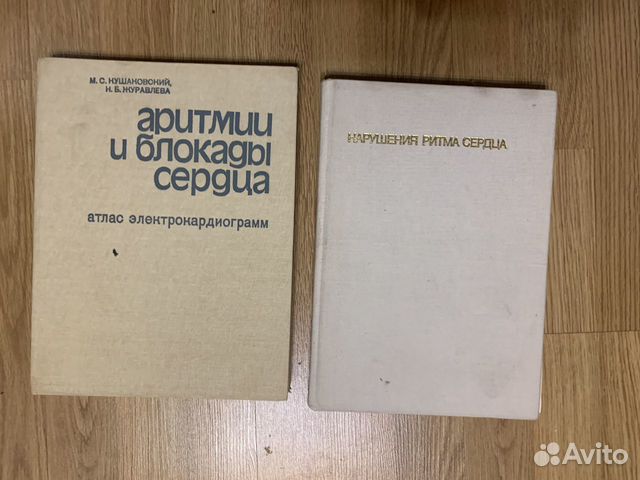 М. С. КУШАКОВСКИЙ,
Н. Б. ЖУРАВЛЕВА
аритмии
и блокады
сердца
атлас электрокардиограмм
НАРУШЕНИЯ РИТМА СЕРДЦА
Avito